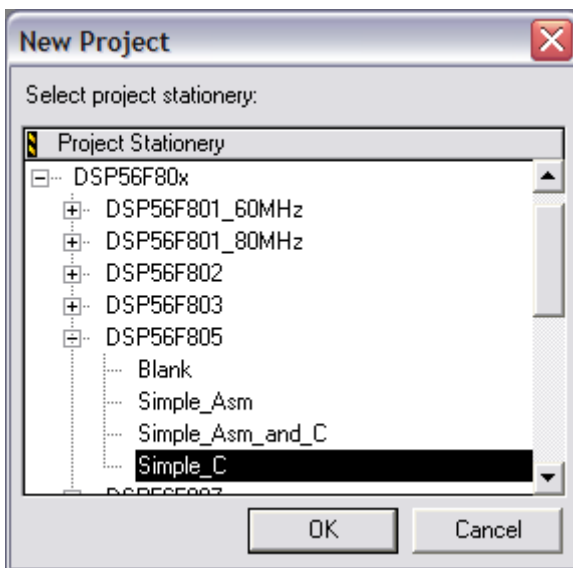 New Project
Select project stationery:
Project Stationery
DSP56F80x
DSP56F801_60MHz
DSP56F801_80MHz
DSP56F802
DSP56F803
DSP56F805
Blank
Simple_Asm
Simple_Asm_and_C
Simple_C
DSP56F807
OK
Cancel